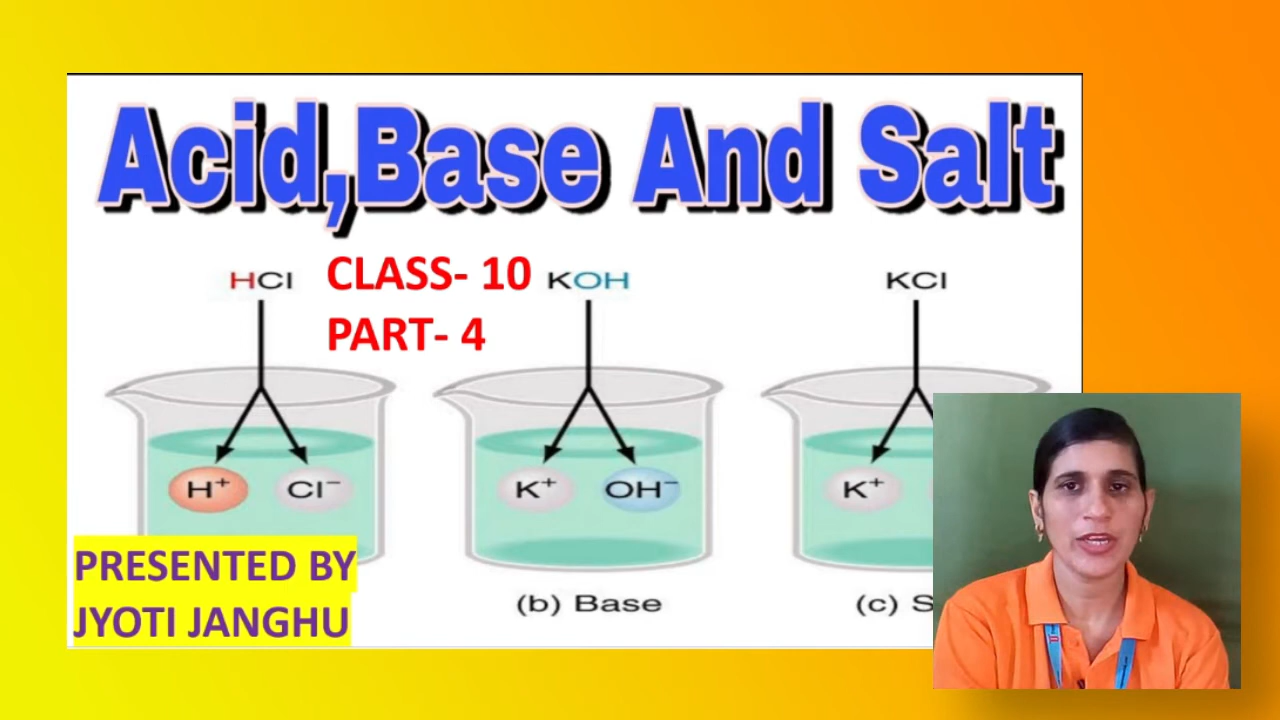 Acid,Base And Salt
CLASS- 10
PART- 4
HCl
KOH
KCl
H⁺
Cl⁻
K⁺
OH⁻
K⁺
PRESENTED BY
JYOTI JANGHU
(b) Base
(c) S